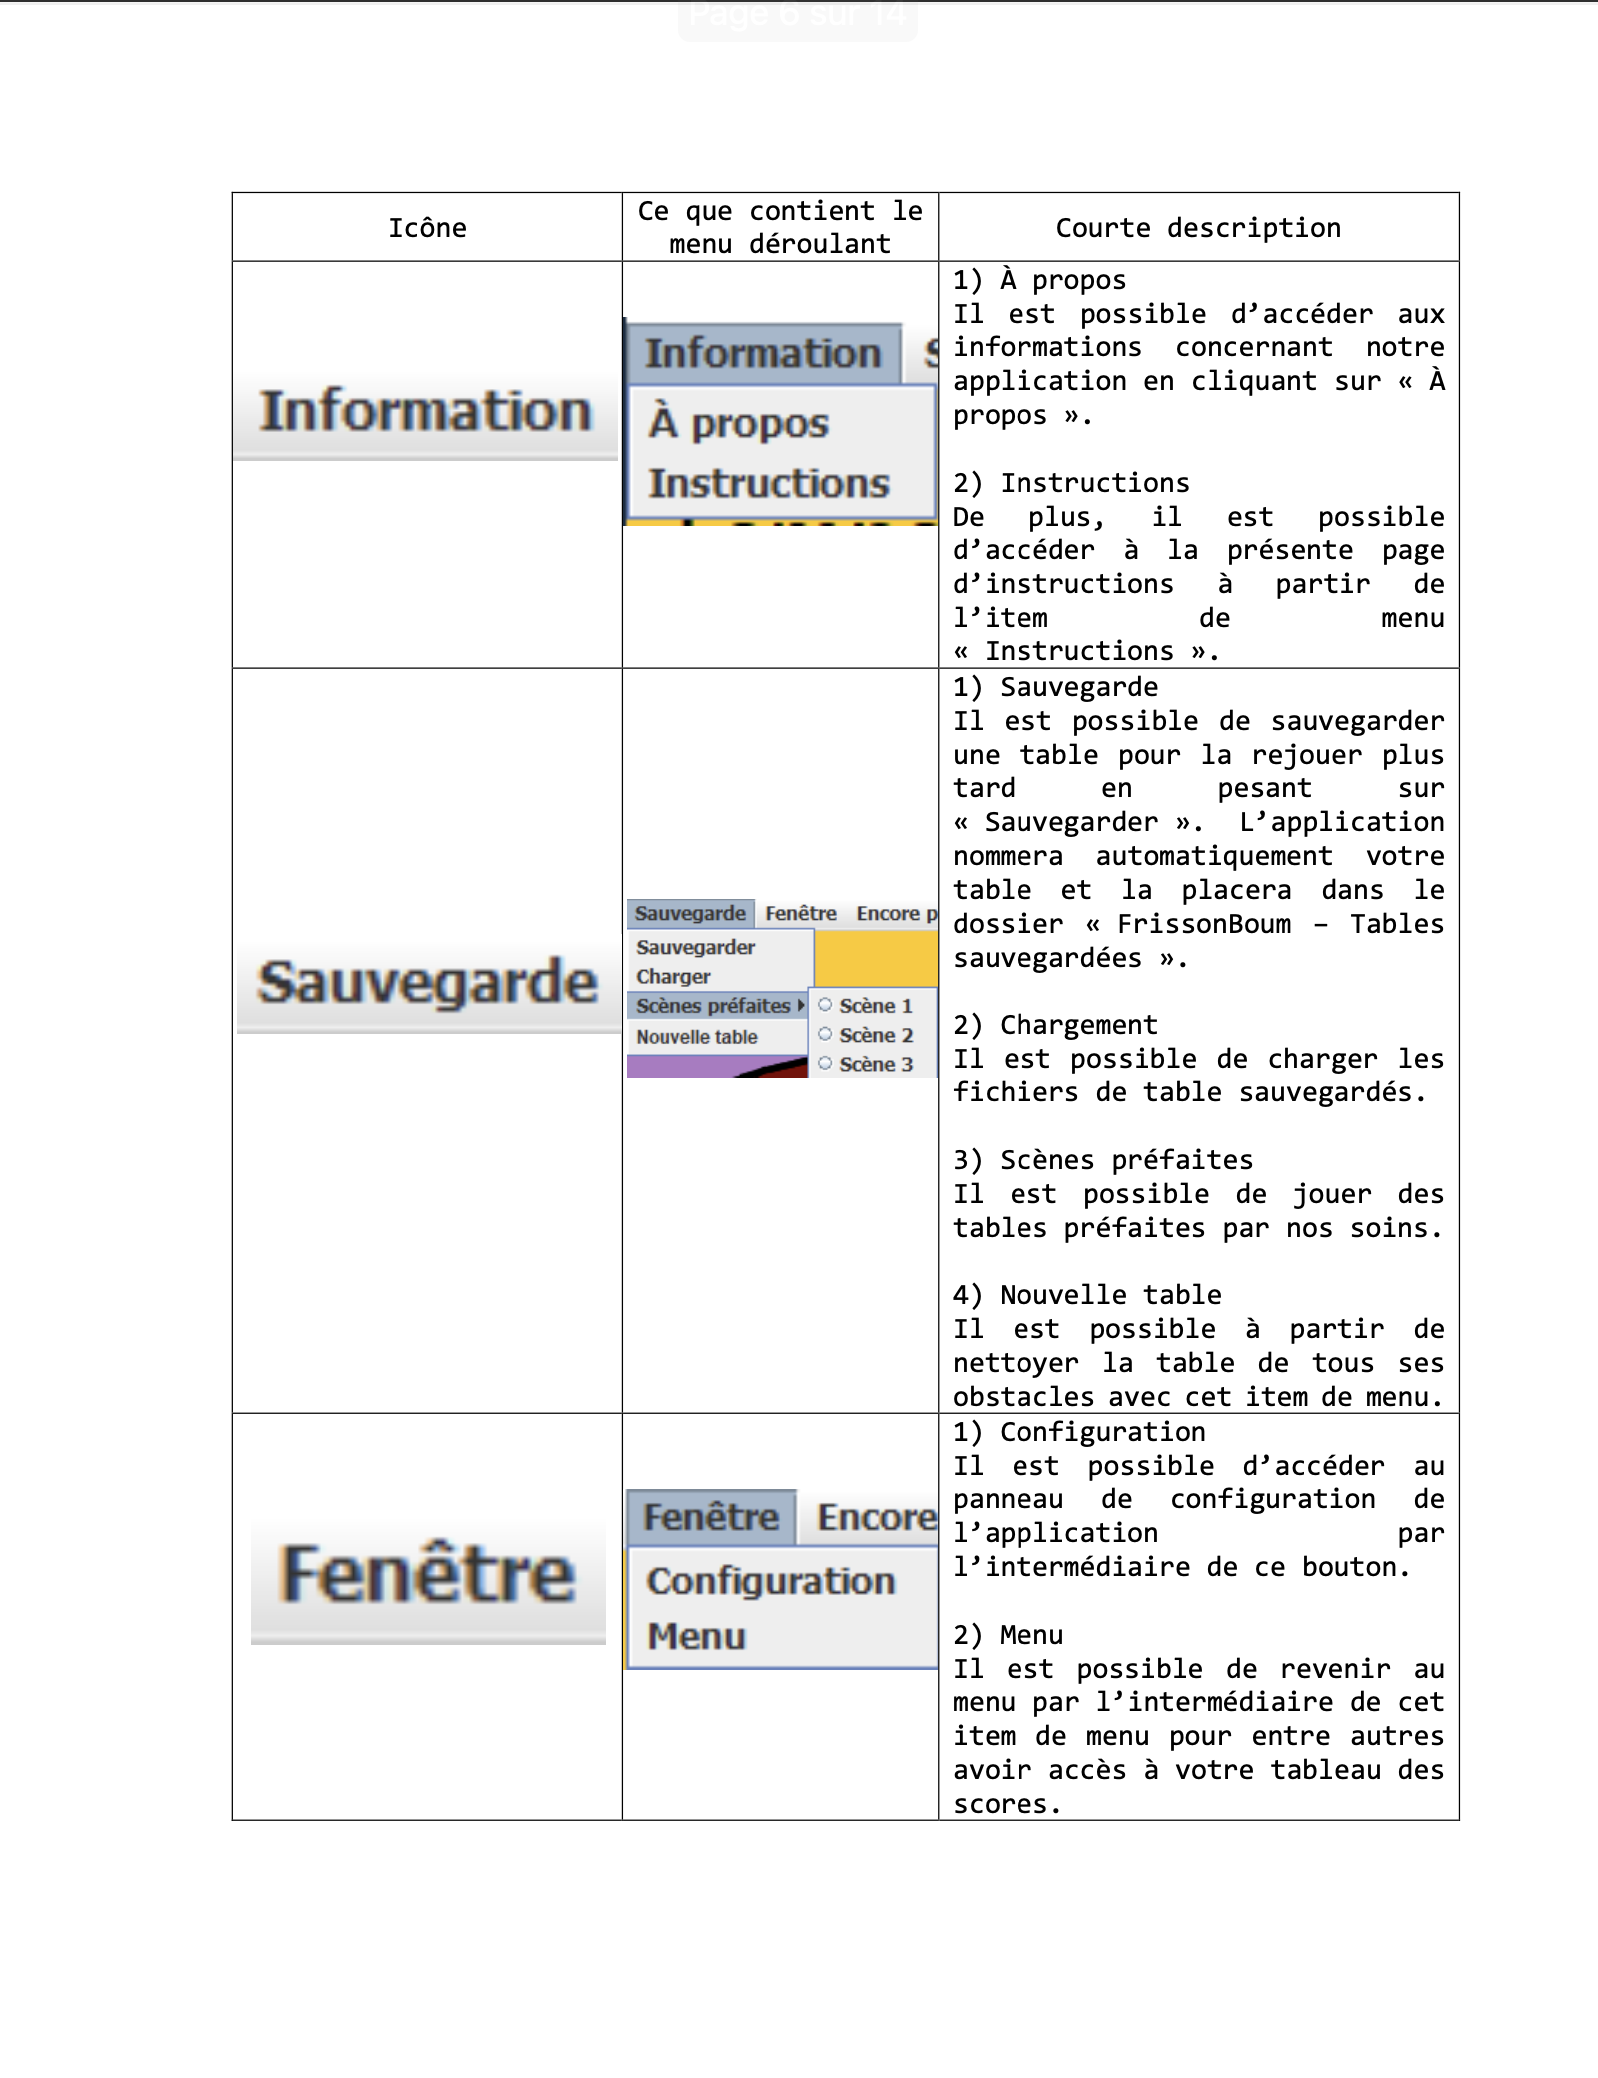 Page 6 sur 14
Icône
Ce que contient le
menu déroulant
Courte description
Information
Information
À propos
Instructions
1) À propos
Il est possible d’accéder aux
informations concernant notre
application en cliquant sur « À
propos ».
2) Instructions
De plus, il est possible
d’accéder à la présente page
d’instructions à partir de
l’item de menu
« Instructions ».
Sauvegarde
Sauvegarde Fenêtre Encore p
Sauvegarder
Charger
Scènes préfaites
Nouvelle table
Scène 1
Scène 2
Scène 3
1) Sauvegarde
Il est possible de sauvegarder
une table pour la rejouer plus
tard en pesant sur
« Sauvegarder ». L’application
nommera automatiquement votre
table et la placera dans le
dossier « FrissonBoum – Tables
sauvegardées ».
2) Chargement
Il est possible de charger les
fichiers de table sauvegardés.
3) Scènes préfaites
Il est possible de jouer des
tables préfaites par nos soins.
4) Nouvelle table
Il est possible à partir de
nettoyer la table de tous ses
obstacles avec cet item de menu.
Fenêtre
Fenêtre Encore
Configuration
Menu
1) Configuration
Il est possible d’accéder au
panneau de configuration de
l’application par
l’intermédiaire de ce bouton.
2) Menu
Il est possible de revenir au
menu par l’intermédiaire de cet
item de menu pour entre autres
avoir accès à votre tableau des
scores.